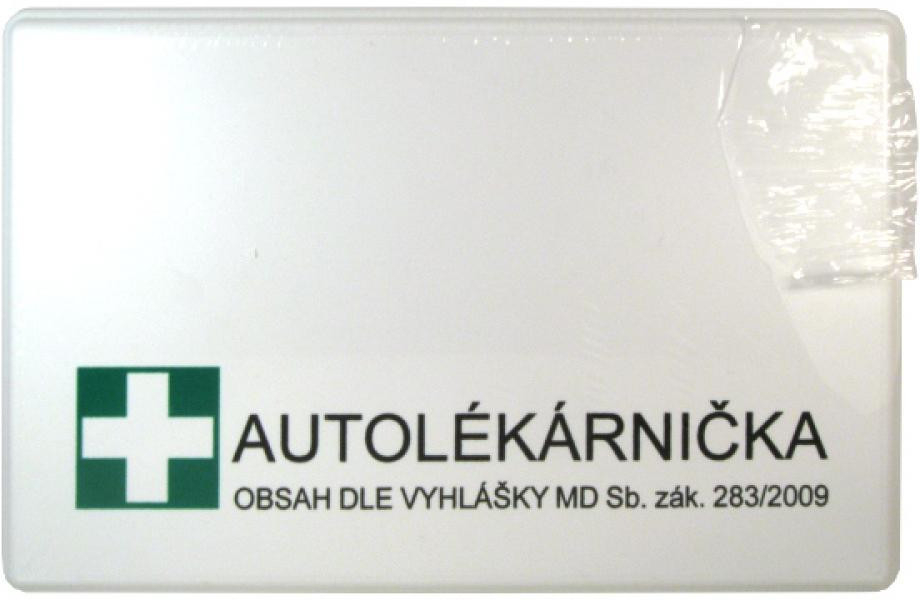 AUTOLÉKÁRNIČKA
OBSAH DLE VYHLÁŠKY MD Sb. zák. 283/2009